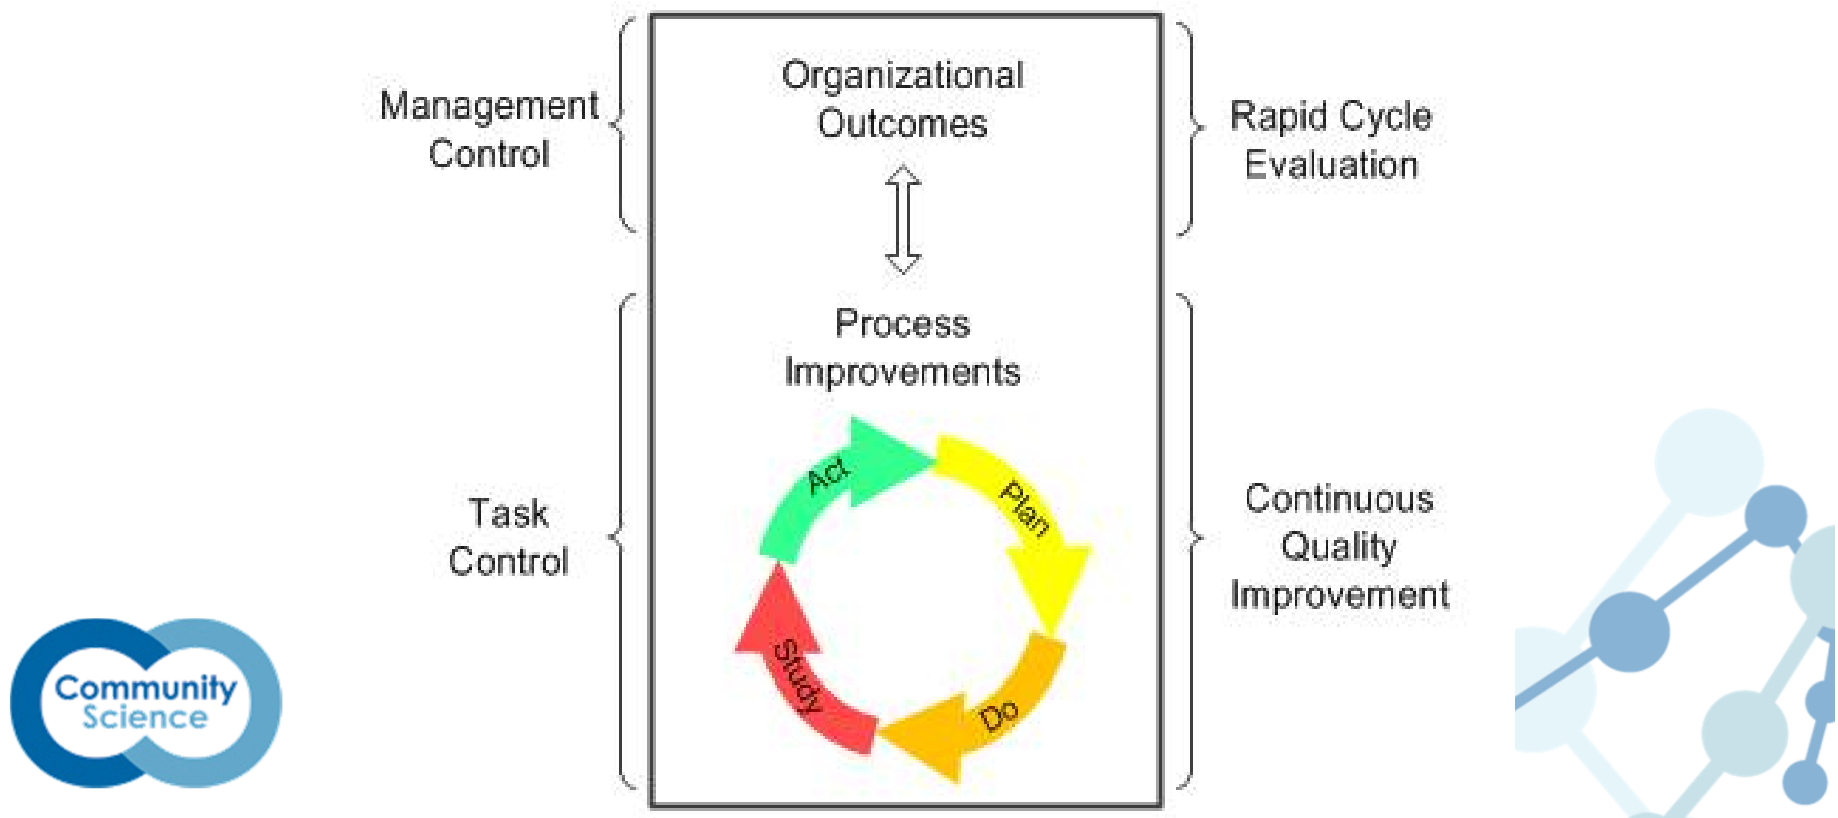 Management
Control
Organizational
Outcomes
Rapid Cycle
Evaluation
Process
Improvements
Task
Control
Act
Plan
Do
Study
Continuous
Quality
Improvement
Community
Science